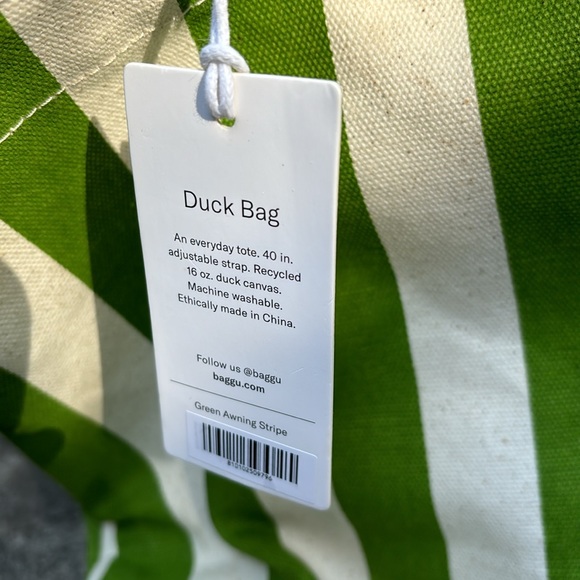 Duck Bag
An everyday tote. 40 in.
adjustable strap. Recycled
16 oz. duck canvas.
Machine washable.
Ethically made in China.
Follow us @baggu
baggu.com
Green Awning Stripe